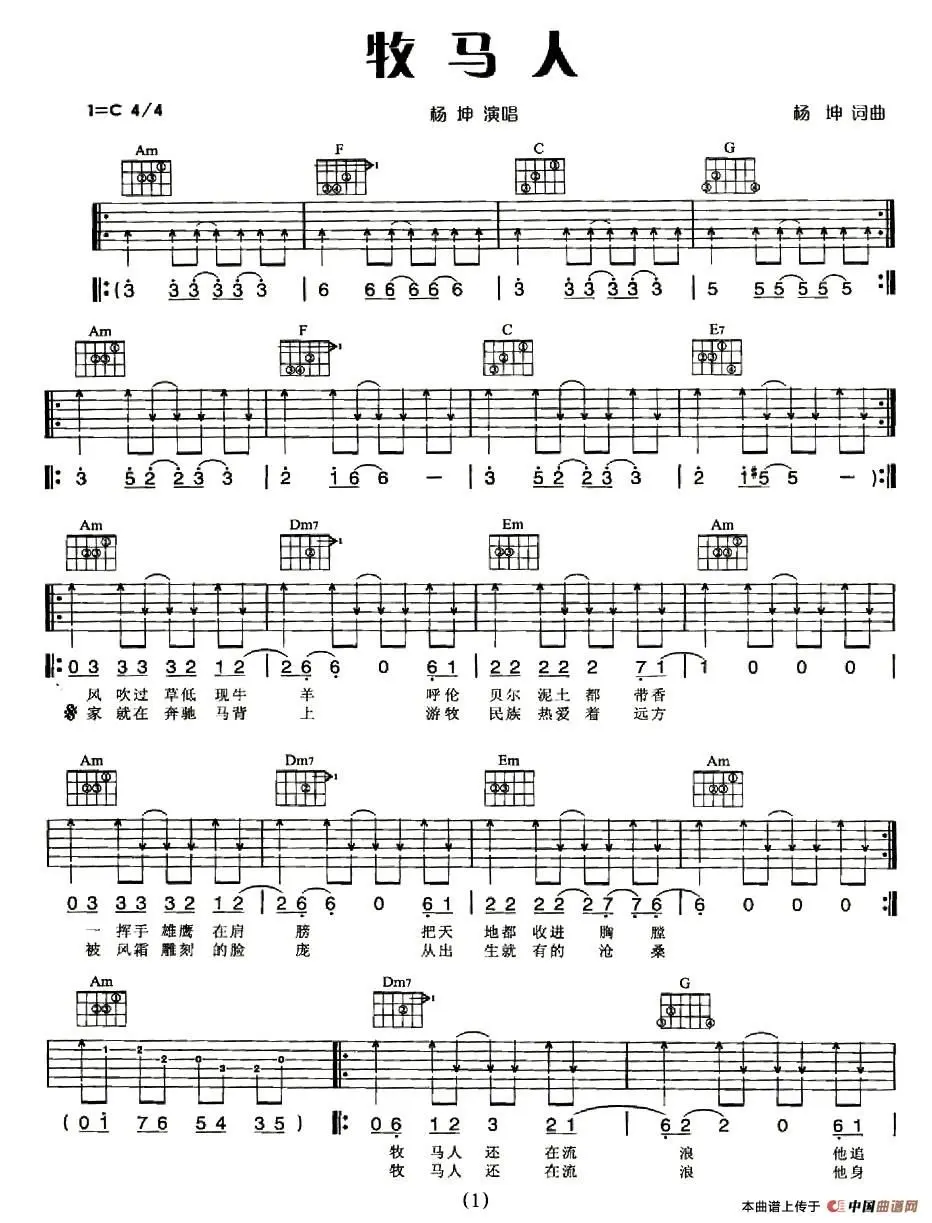 牧马人
1=C 4/4 杨 坤 演唱 杨 坤 词曲
Am F C G
1
(3 3 3 3 3 3 6 6 6 6 6 6 3 3 3 3 3 3 5 5 5 5 5 5
Am F C E7
1
3 5 2 2 3 3 2 1 6 6 — 3 5 2 2 3 3 2 1 #5 5 — )
Am Dm7 Em Am
1
0 3 3 3 3 2 1 2 2 6 6 0 6 1 2 2 2 2 2 7 1 1 0 0 0
风 吹过 草低 现牛 羊 呼伦 贝尔 泥土 都 带香
家 就在 奔驰 马背 上 游牧 民族 热爱 着 远方
Am Dm7 Em Am
1
0 3 3 3 3 2 1 2 2 6 6 0 6 1 2 2 2 2 2 7 7 6 6 0 0 0
一 挥手 雄鹰 在肩 膀 把天 地都 收进 胸 膛
被 风霜 雕刻 的脸 庞 从出 生就 有的 沧 桑
Am Dm7 G
1
1 2 2 0 3 2 0
(0 1 7 6 5 4 3 5) 0 6 1 2 3 2 1 6 2 2 0 6 1
牧 马人 还 在流 浪 他追
牧 马人 还 在流 浪 他身
(1)
本曲谱上传于 中国曲谱网